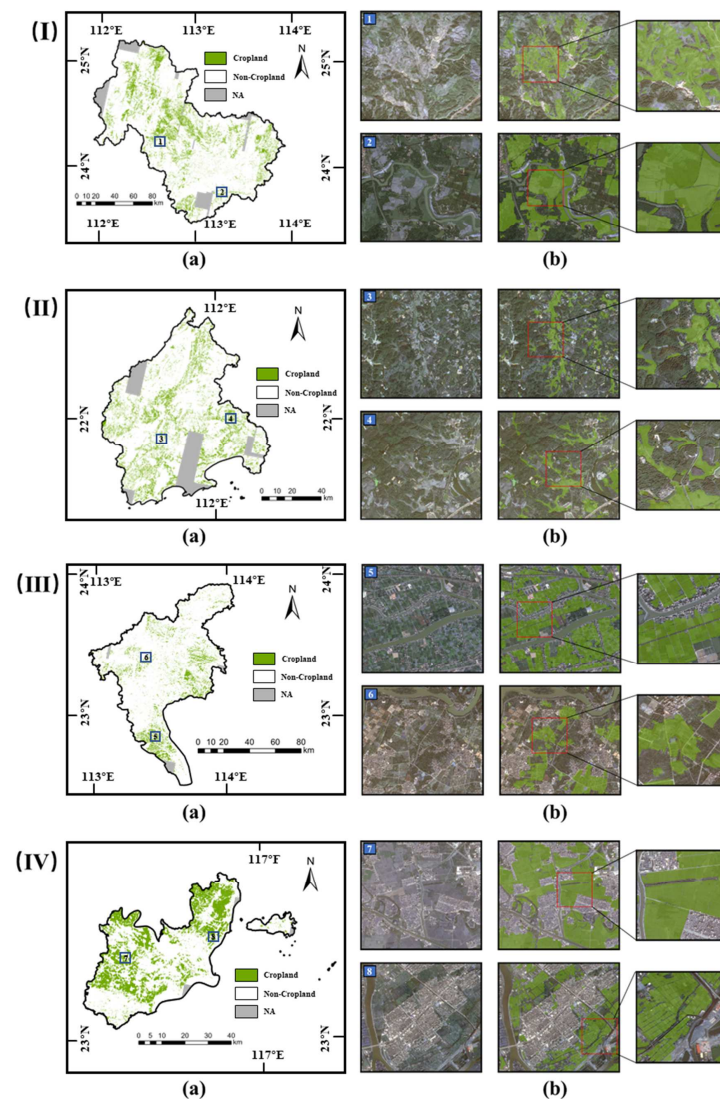 (I)
25°N
24°N
25°N
24°N
Cropland
Non-Cropland
NA
N
1
2
0 10 20 40 60 80
km
112°E
113°E
114°E
112°E
113°E
114°E
(a)
1
2
(b)
(II)
112°E
22°N
22°N
N
Cropland
Non-Cropland
NA
3
4
0 10 20 40
km
112°E
(a)
3
4
(b)
(III)
113°E
114°E
24°N
23°N
24°N
23°N
N
Cropland
Non-Cropland
NA
6
5
0 10 20 40 60 80
km
113°E
114°E
(a)
5
6
(b)
(IV)
117°F
N
7
Cropland
Non-Cropland
NA
0 5 10 20 30 40
km
23°N
23°N
117°E
(a)
7
8
(b)